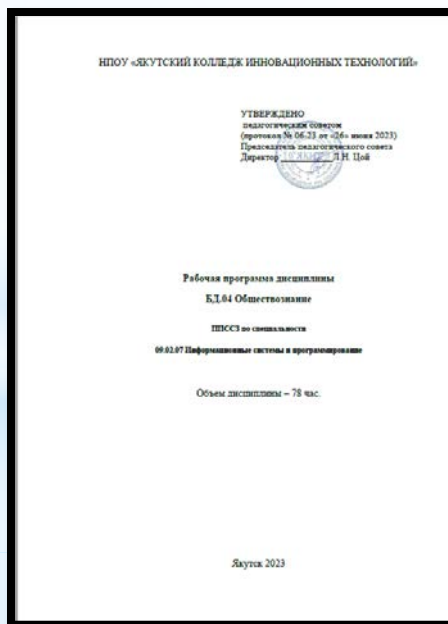 НПОУ «ЯКУТСКИЙ КОЛЛЕДЖ ИННОВАЦИОННЫХ ТЕХНОЛОГИЙ»
УТВЕРЖДЕНО
педагогическим советом
(протокол № 06-23 от «26» июня 2023)
Председатель педагогического совета
Директор ____________Л.Н. Цой
Рабочая программа дисциплины
БД.04 Обществознание
ППССЗ по специальности
09.02.07 Информационные системы и программирование
Объем дисциплины – 78 час.
Якутск 2023